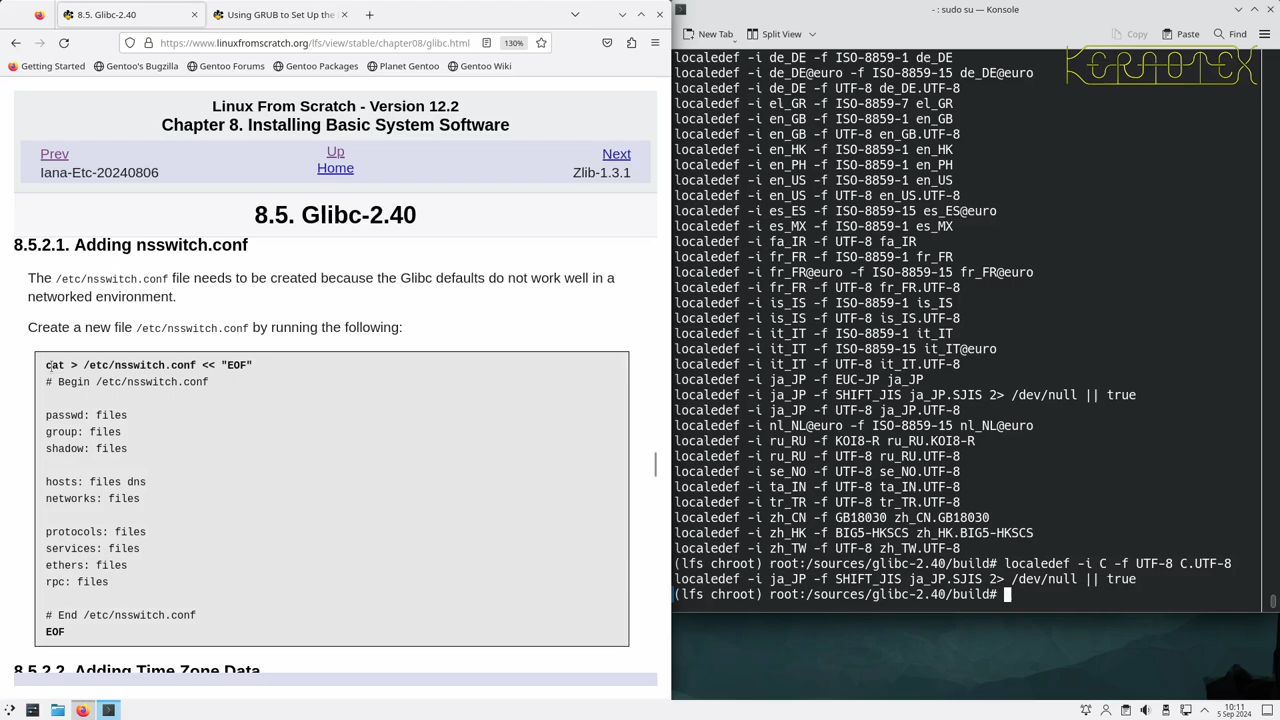 8.5. Glibc-2.40
Using GRUB to Set Up the
https://www.linuxfromscratch.org/lfs/view/stable/chapter08/glibc.html
130%
Getting Started
Gentoo's Bugzilla
Gentoo Forums
Gentoo Packages
Planet Gentoo
Gentoo Wiki
Linux From Scratch - Version 12.2
Chapter 8. Installing Basic System Software
Prev
Up
Next
Iana-Etc-20240806
Home
Zlib-1.3.1
8.5. Glibc-2.40
8.5.2.1. Adding nsswitch.conf
The /etc/nsswitch.conf file needs to be created because the Glibc defaults do not work well in a
networked environment.
Create a new file /etc/nsswitch.conf by running the following:
cat > /etc/nsswitch.conf << "EOF"
# Begin /etc/nsswitch.conf
passwd: files
group: files
shadow: files
hosts: files dns
networks: files
protocols: files
services: files
ethers: files
rpc: files
# End /etc/nsswitch.conf
EOF
8.5.2.2. Adding Time Zone Data
- : sudo su — Konsole
New Tab
Split View
Copy
Paste
Find
KERNOTEX
localedef -i de_DE -f ISO-8859-1 de_DE
localedef -i de_DE@euro -f ISO-8859-15 de_DE@euro
localedef -i de_DE -f UTF-8 de_DE.UTF-8
localedef -i el_GR -f ISO-8859-7 el_GR
localedef -i en_GB -f ISO-8859-1 en_GB
localedef -i en_GB -f UTF-8 en_GB.UTF-8
localedef -i en_HK -f ISO-8859-1 en_HK
localedef -i en_PH -f ISO-8859-1 en_PH
localedef -i en_US -f ISO-8859-1 en_US
localedef -i en_US -f UTF-8 en_US.UTF-8
localedef -i es_ES -f ISO-8859-15 es_ES@euro
localedef -i es_MX -f ISO-8859-1 es_MX
localedef -i fa_IR -f UTF-8 fa_IR
localedef -i fr_FR -f ISO-8859-1 fr_FR
localedef -i fr_FR@euro -f ISO-8859-15 fr_FR@euro
localedef -i fr_FR -f UTF-8 fr_FR.UTF-8
localedef -i is_IS -f ISO-8859-1 is_IS
localedef -i is_IS -f UTF-8 is_IS.UTF-8
localedef -i it_IT -f ISO-8859-1 it_IT
localedef -i it_IT -f ISO-8859-15 it_IT@euro
localedef -i it_IT -f UTF-8 it_IT.UTF-8
localedef -i ja_JP -f EUC-JP ja_JP
localedef -i ja_JP -f SHIFT_JIS ja_JP.SJIS 2> /dev/null || true
localedef -i ja_JP -f UTF-8 ja_JP.UTF-8
localedef -i nl_NL@euro -f ISO-8859-15 nl_NL@euro
localedef -i ru_RU -f KOI8-R ru_RU.KOI8-R
localedef -i ru_RU -f UTF-8 ru_RU.UTF-8
localedef -i se_NO -f UTF-8 se_NO.UTF-8
localedef -i ta_IN -f UTF-8 ta_IN.UTF-8
localedef -i tr_TR -f UTF-8 tr_TR.UTF-8
localedef -i zh_CN -f GB18030 zh_CN.GB18030
localedef -i zh_HK -f BIG5-HKSCS zh_HK.BIG5-HKSCS
localedef -i zh_TW -f UTF-8 zh_TW.UTF-8
(lfs chroot) root:/sources/glibc-2.40/build# localedef -i C -f UTF-8 C.UTF-8
localedef -i ja_JP -f SHIFT_JIS ja_JP.SJIS 2> /dev/null || true
(lfs chroot) root:/sources/glibc-2.40/build#
10:11
5 Sep 2024